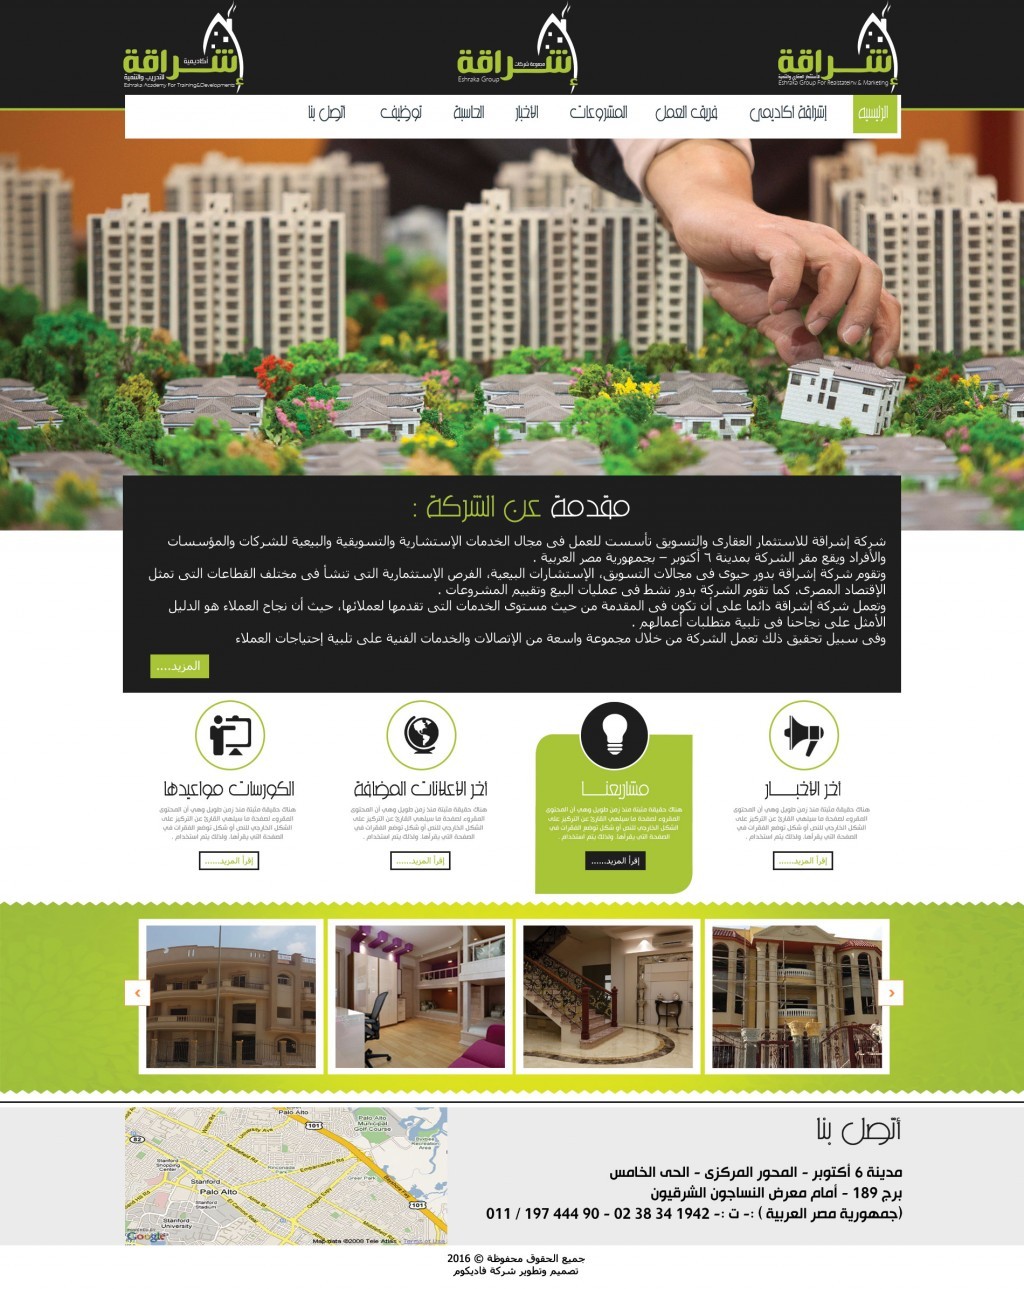 إشراقة
أكاديمية
للتدريب والتنمية
Eshraka Academy For Training&Developments
إشراقة
مجموعة شركات
Eshraka Group
إشراقة
للاستثمار العقارى والتنمية
Eshraka Group For Realstateinv & Marketing
الرئيسيه
إشراقة اكاديمى
فريق العمل
المشروعات
الاخبار
الحاسبة
توظيف
اتصل بنا
مقدمة عن الشركة :
شركة إشراقة للاستثمار العقارى والتسويق تأسست للعمل فى مجال الخدمات الإستشارية والتسويقية والبيعية للشركات والمؤسسات
والأفراد ويقع مقر الشركة بمدينة ٦ أكتوبر – بجمهورية مصر العربية .
وتقوم شركة إشراقة بدور حيوى فى مجالات التسويق، الإستشارات البيعية، الفرص الإستثمارية التى تنشأ فى مختلف القطاعات التى تمثل
الإقتصاد المصرى. كما تقوم الشركة بدور نشط فى عمليات البيع وتقييم المشروعات .
وتعمل شركة إشراقة دائما على أن تكون فى المقدمة من حيث مستوى الخدمات التى تقدمها لعملائها، حيث أن نجاح العملاء هو الدليل
الأمثل على نجاحنا فى تلبية متطلبات أعمالهم .
وفى سبيل تحقيق ذلك تعمل الشركة من خلال مجموعة واسعة من الإتصالات والخدمات الفنية على تلبية إحتياجات العملاء
المزيد....
أخر الاخبـــار
هناك حقيقة مثبتة منذ زمن طويل وهي أن المحتوى
المقروء لصفحة ما سيلهي القارئ عن التركيز على
الشكل الخارجي للنص أو شكل توضع الفقرات في
الصفحة التي يقرأها. ولذلك يتم استخدام .
إقرأ المزيد......
مشاريعنـــا
هناك حقيقة مثبتة منذ زمن طويل وهي أن المحتوى
المقروء لصفحة ما سيلهي القارئ عن التركيز على
الشكل الخارجي للنص أو شكل توضع الفقرات في
الصفحة التي يقرأها. ولذلك يتم استخدام .
إقرأ المزيد......
أخر الاعلانات المضافة
هناك حقيقة مثبتة منذ زمن طويل وهي أن المحتوى
المقروء لصفحة ما سيلهي القارئ عن التركيز على
الشكل الخارجي للنص أو شكل توضع الفقرات في
الصفحة التي يقرأها. ولذلك يتم استخدام .
إقرأ المزيد......
الكورسات مواعيدها
هناك حقيقة مثبتة منذ زمن طويل وهي أن المحتوى
المقروء لصفحة ما سيلهي القارئ عن التركيز على
الشكل الخارجي للنص أو شكل توضع الفقرات في
الصفحة التي يقرأها. ولذلك يتم استخدام .
إقرأ المزيد......
أتصل بنا
مدينة 6 أكتوبر - المحور المركزى - الحى الخامس
برج 189 - أمام معرض النساجون الشرقيون
(جمهورية مصر العربية ) :- ت :- 1942 34 38 02 - 90 444 197 / 011
Palo Alto
Palo Alto
Municipal
Golf Course
101
82
Stanford
Shopping
Center
Stanford
Palo Alto
Stanford
Stadium
Stanford
University
101
Google
Map data ©2008 Tele Atlas - Terms of Use
جميع الحقوق محفوظة © 2016
تصميم وتطوير شركة فاديكوم